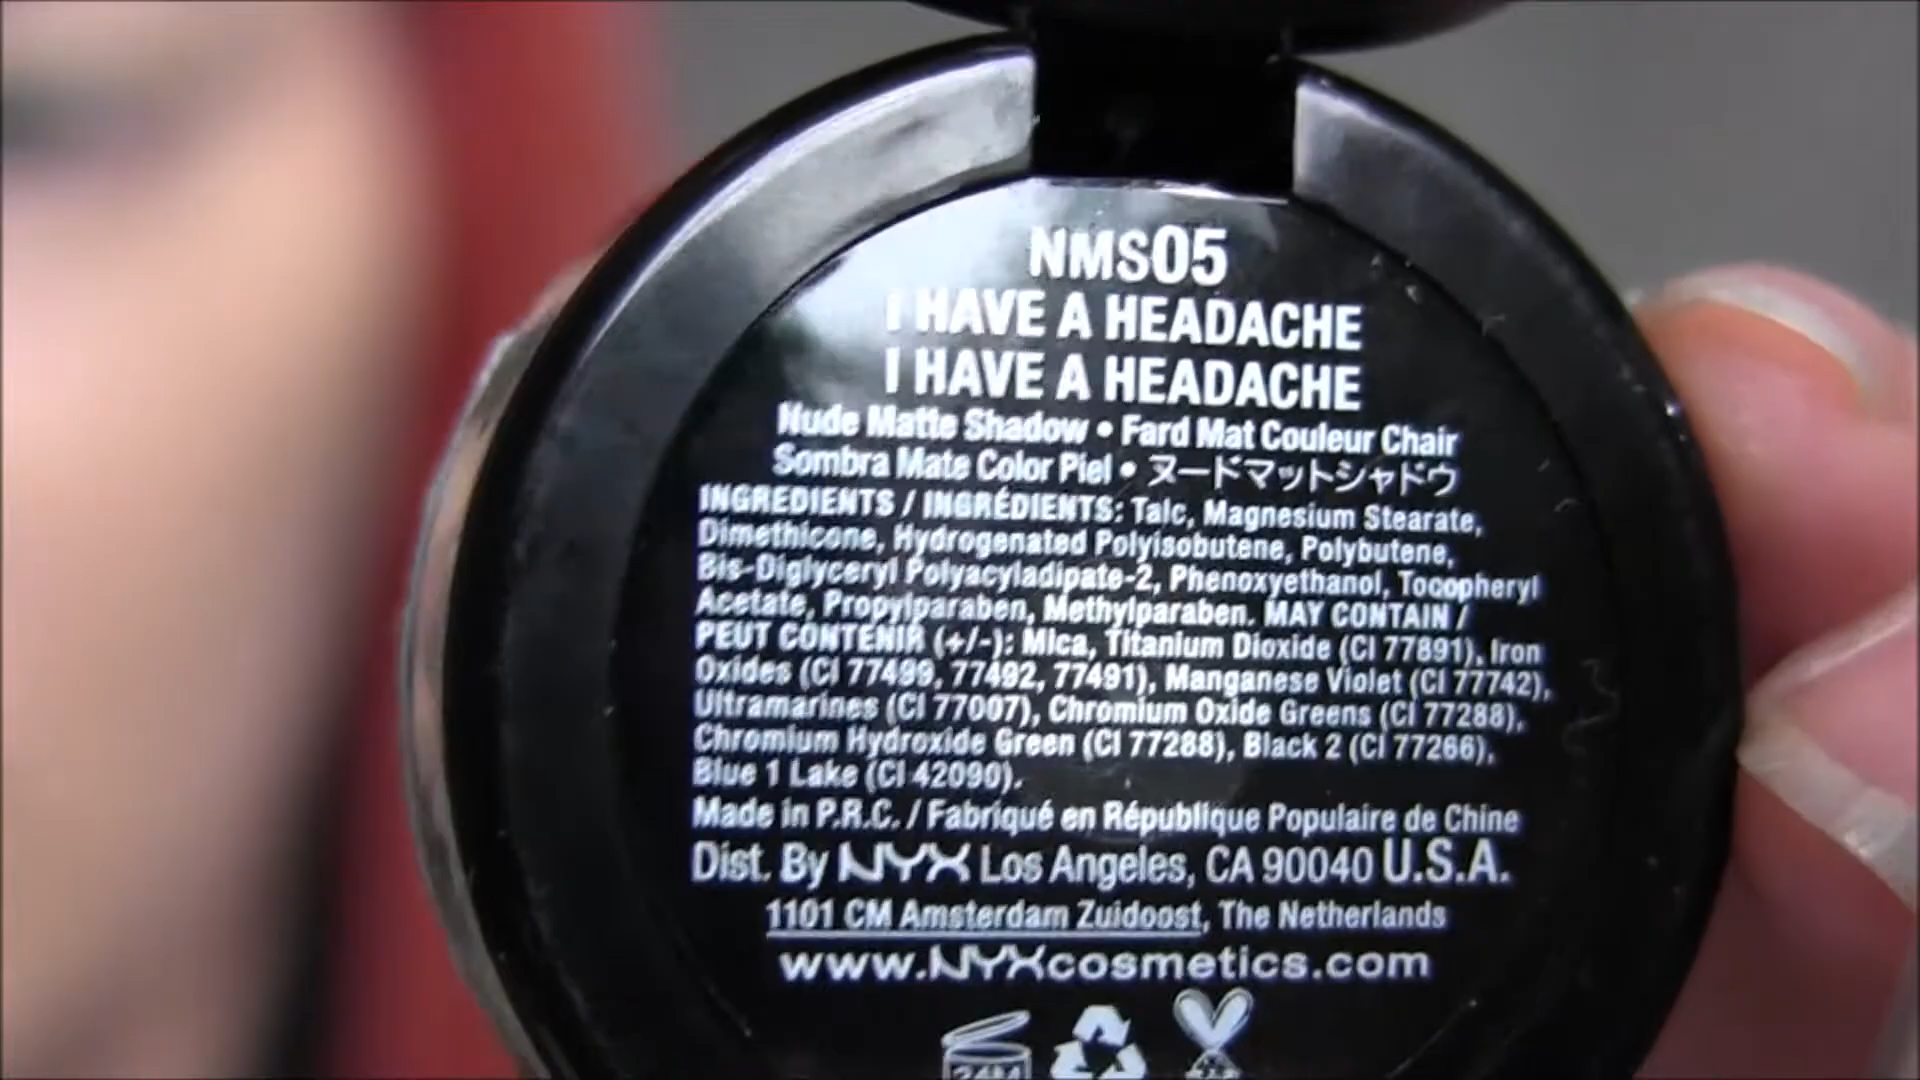 NMS05
I HAVE A HEADACHE
I HAVE A HEADACHE
Nude Matte Shadow • Fard Mat Couleur Chair
Sombra Mate Color Piel • ヌードマットシャドウ
INGREDIENTS / INGRÉDIENTS: Talc, Magnesium Stearate,
Dimethicone, Hydrogenated Polyisobutene, Polybutene,
Bis-Diglyceryl Polyacyladipate-2, Phenoxyethanol, Tocopheryl
Acetate, Propylparaben, Methylparaben. MAY CONTAIN /
PEUT CONTENIR (+/-): Mica, Titanium Dioxide (CI 77891), Iron
Oxides (CI 77499, 77492, 77491), Manganese Violet (CI 77742),
Ultramarines (CI 77007), Chromium Oxide Greens (CI 77288),
Chromium Hydroxide Green (CI 77288), Black 2 (CI 77266),
Blue 1 Lake (CI 42090).
Made in P.R.C. / Fabriqué en République Populaire de Chine
Dist. By NYX Los Angeles, CA 90040 U.S.A.
1101 CM Amsterdam Zuidoost, The Netherlands
www.NYXcosmetics.com
24M